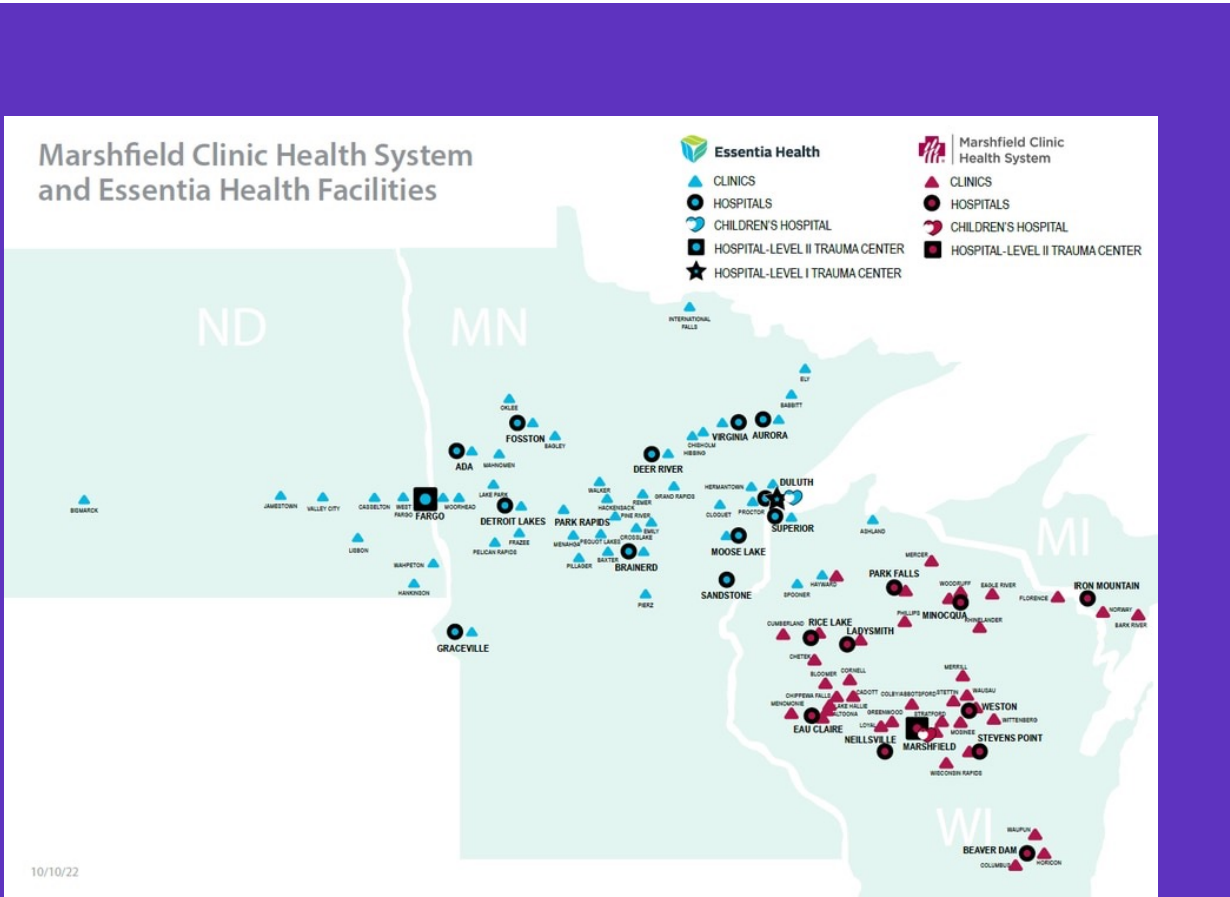 Marshfield Clinic Health System
and Essentia Health Facilities
Essentia Health
CLINICS
HOSPITALS
CHILDREN'S HOSPITAL
HOSPITAL-LEVEL II TRAUMA CENTER
HOSPITAL-LEVEL I TRAUMA CENTER
Marshfield Clinic
Health System
CLINICS
HOSPITALS
CHILDREN'S HOSPITAL
HOSPITAL-LEVEL II TRAUMA CENTER
ND
MN
INTERNATIONAL
FALLS
ELY
BABBITT
OKLEE
FOSSTON
BAGLEY
VIRGINIA
AURORA
CHISHOLM
HIBBING
ADA
MAHNOMEN
DEER RIVER
BISMARCK
JAMESTOWN
VALLEY CITY
CASSELTON
WEST
FARGO
FARGO
MOORHEAD
LAKE PARK
DETROIT LAKES
WALKER
HACKENSACK
REMER
GRAND RAPIDS
HERMANTOWN
DULUTH
PROCTOR
CLOQUET
SUPERIOR
PARK RAPIDS
PINE RIVER
EMILY
CROSSLAKE
MENAHGA
PEQUOT LAKES
BAXTER
PILLAGER
BRAINERD
FRAZEE
PELICAN RAPIDS
LISBON
WAHPETON
HANKINSON
MOOSE LAKE
ASHLAND
MI
SANDSTONE
PIERZ
SPOONER
HAYWARD
MERCER
PARK FALLS
WOODRUFF
EAGLE RIVER
FLORENCE
IRON MOUNTAIN
NORWAY
BARK RIVER
GRACEVILLE
PHILLIPS
MINOCQUA
RHINELANDER
CUMBERLAND
RICE LAKE
LADYSMITH
CHETEK
BLOOMER
CORNELL
MERRILL
CHIPPEWA FALLS
CADOTT
COLBY/ABBOTSFORD
STETTIN
WAUSAU
MENOMONIE
LAKE HALLIE
ALTOONA
GREENWOOD
STRATFORD
WESTON
WITTENBERG
EAU CLAIRE
LOYAL
MOSINEE
NEILLSVILLE
MARSHFIELD
STEVENS POINT
WISCONSIN RAPIDS
WI
WAUPUN
BEAVER DAM
HORICON
COLUMBUS
10/10/22